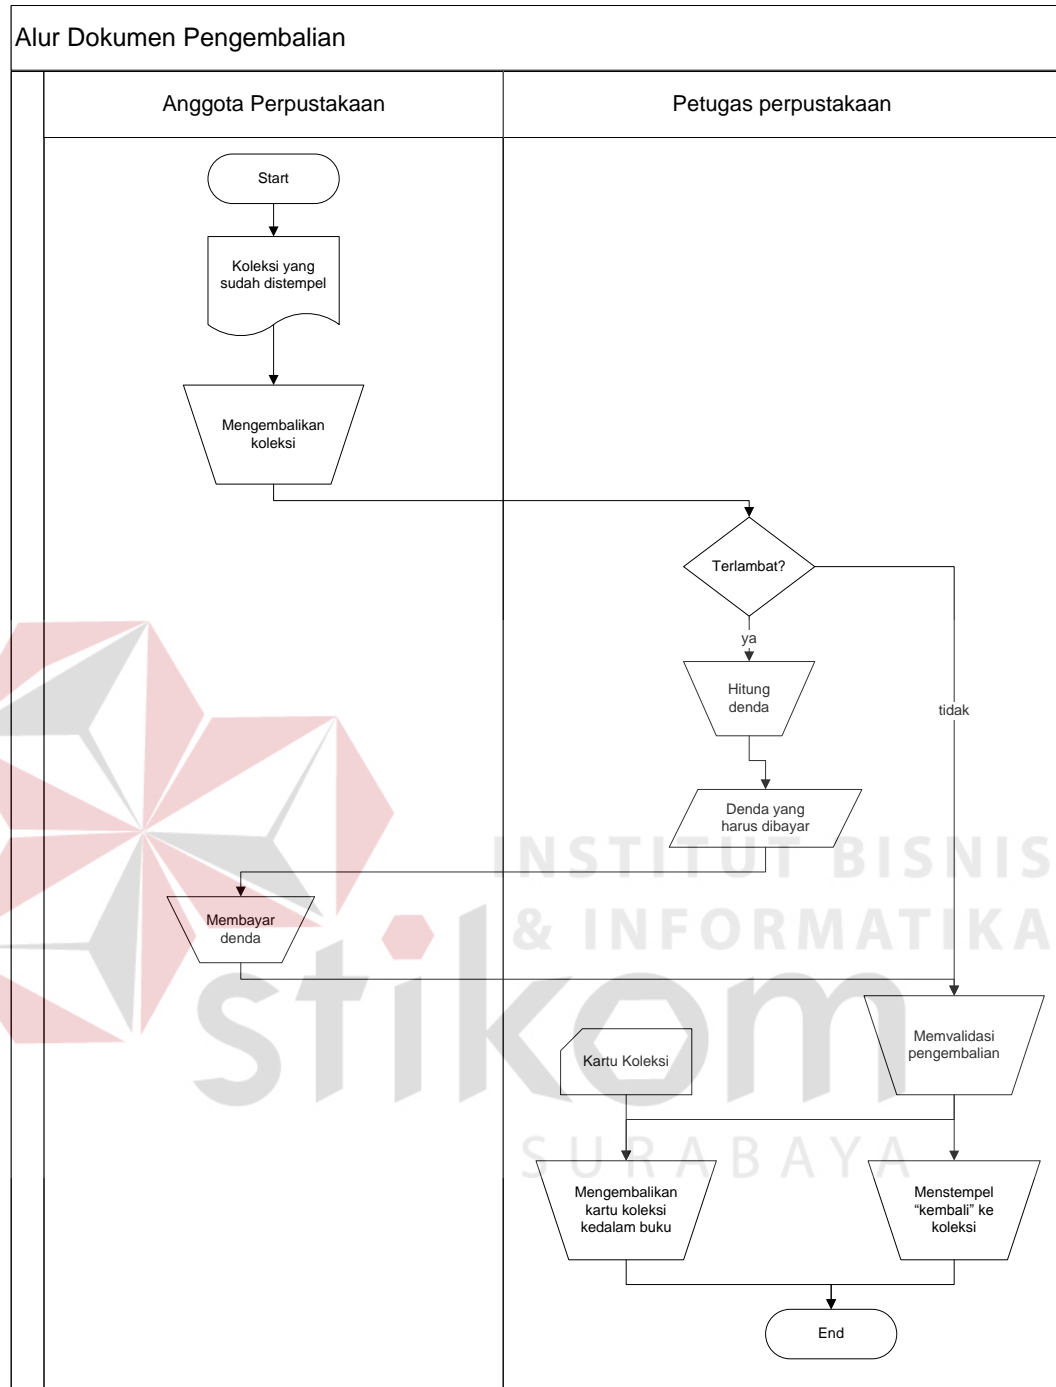 Alur Dokumen Pengembalian
Anggota Perpustakaan
Petugas perpustakaan
Start
Koleksi yang
sudah distempel
Mengembalikan
koleksi
Terlambat?
ya
tidak
Hitung
denda
Denda yang
harus dibayar
Membayar
denda
Memvalidasi
pengembalian
Kartu Koleksi
Mengembalikan
kartu koleksi
kedalam buku
Menstempel
“kembali” ke
koleksi
End
INSTITUT BISNIS
& INFORMATIKA
stikom
SURABAYA